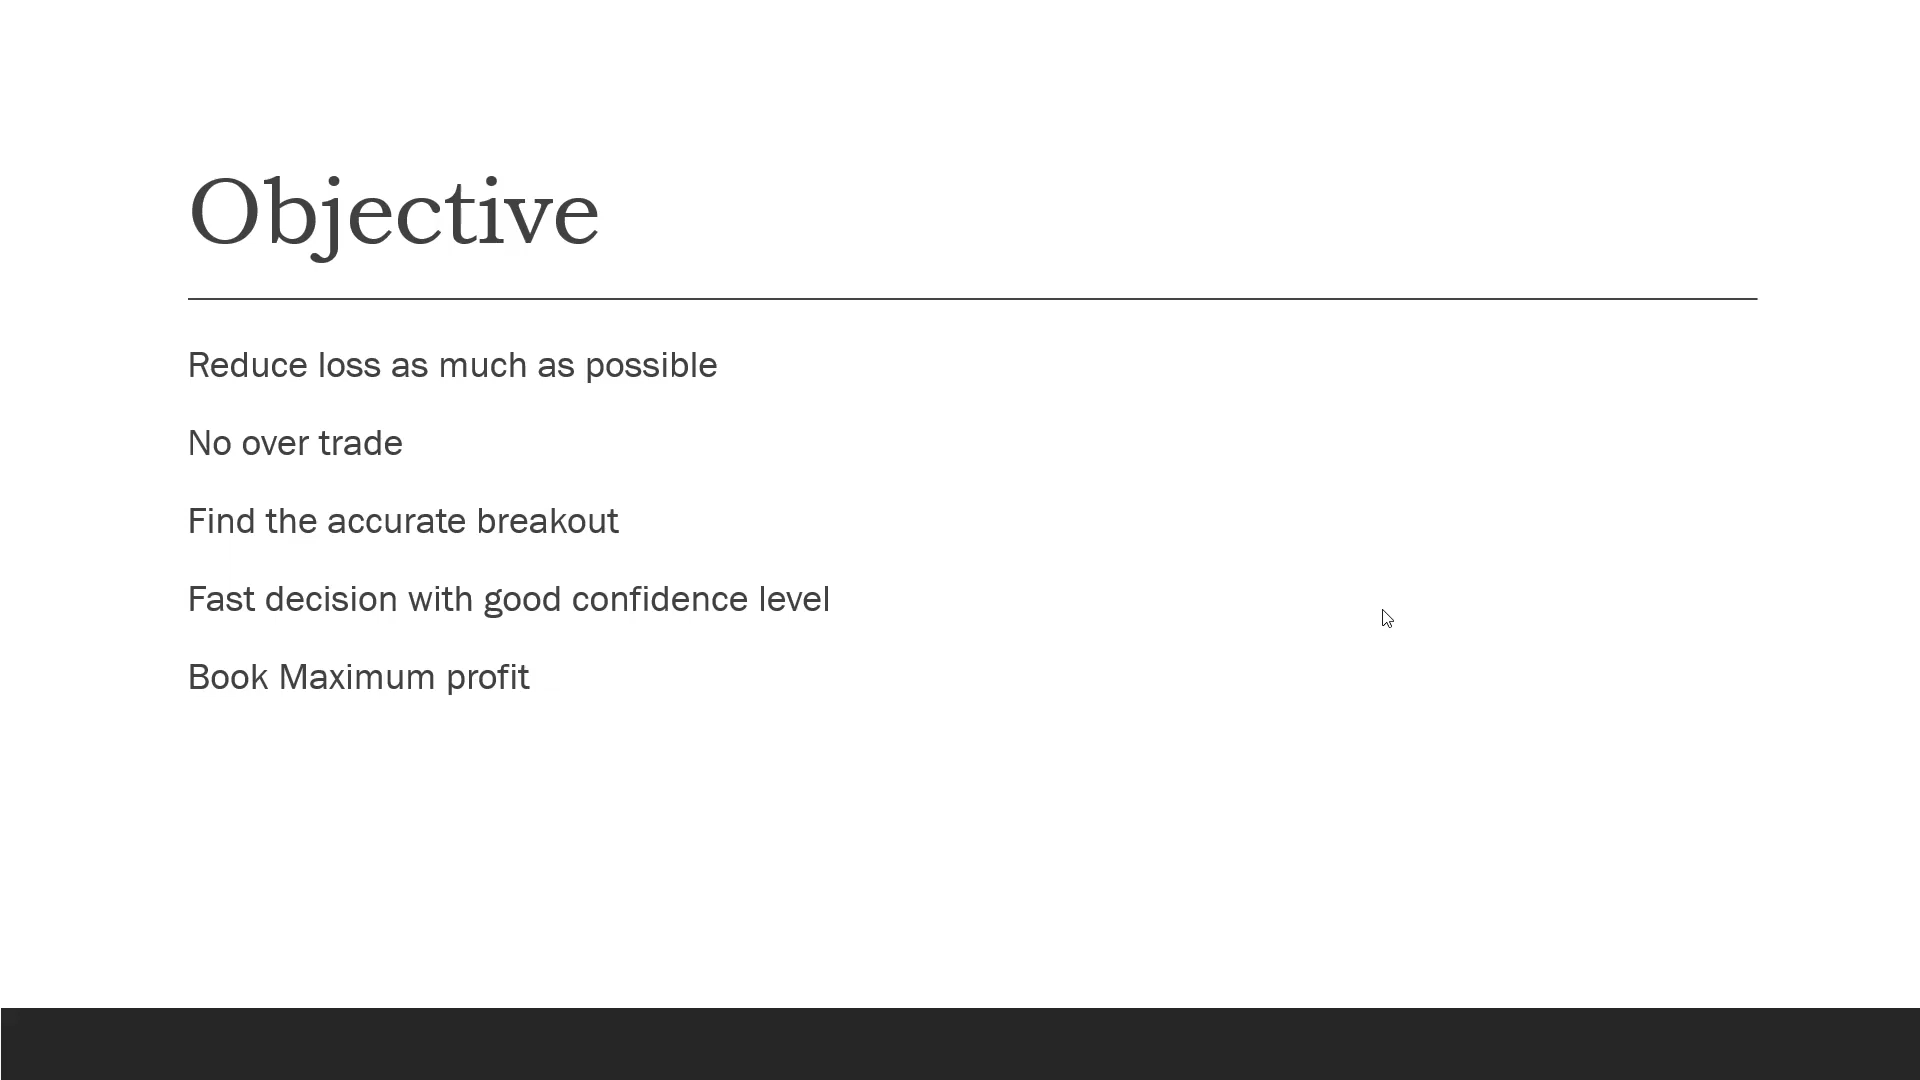 Objective
Reduce loss as much as possible
No over trade
Find the accurate breakout
Fast decision with good confidence level
Book Maximum profit